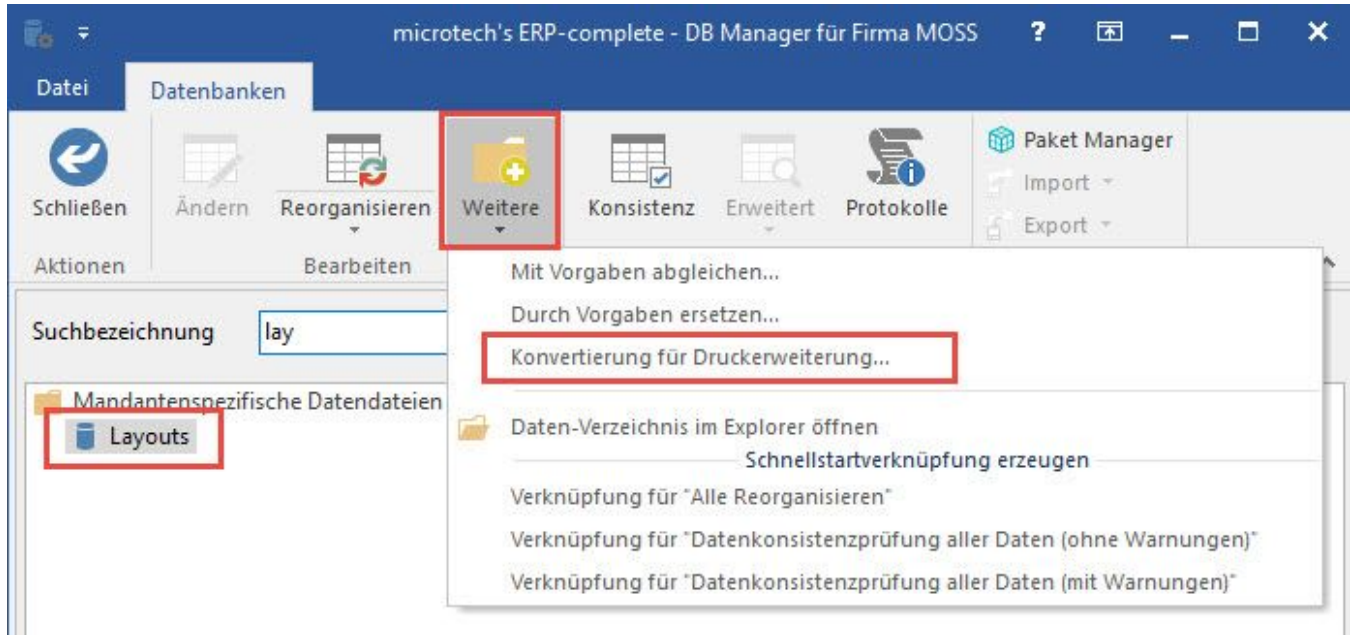 microtech's ERP-complete - DB Manager für Firma MOSS ?
Datei Datenbanken
Schließen Ändern Reorganisieren Weitere Konsistenz Erweitert Protokolle
Paket Manager
Import
Export
Aktionen Bearbeiten
Mit Vorgaben abgleichen...
Suchbezeichnung lay
Durch Vorgaben ersetzen...
Konvertierung für Druckerweiterung...
Mandantenspezifische Datendateien
Layouts
Daten-Verzeichnis im Explorer öffnen
Schnellstartverknüpfung erzeugen
Verknüpfung für "Alle Reorganisieren"
Verknüpfung für "Datenkonsistenzprüfung aller Daten (ohne Warnungen)"
Verknüpfung für "Datenkonsistenzprüfung aller Daten (mit Warnungen)"